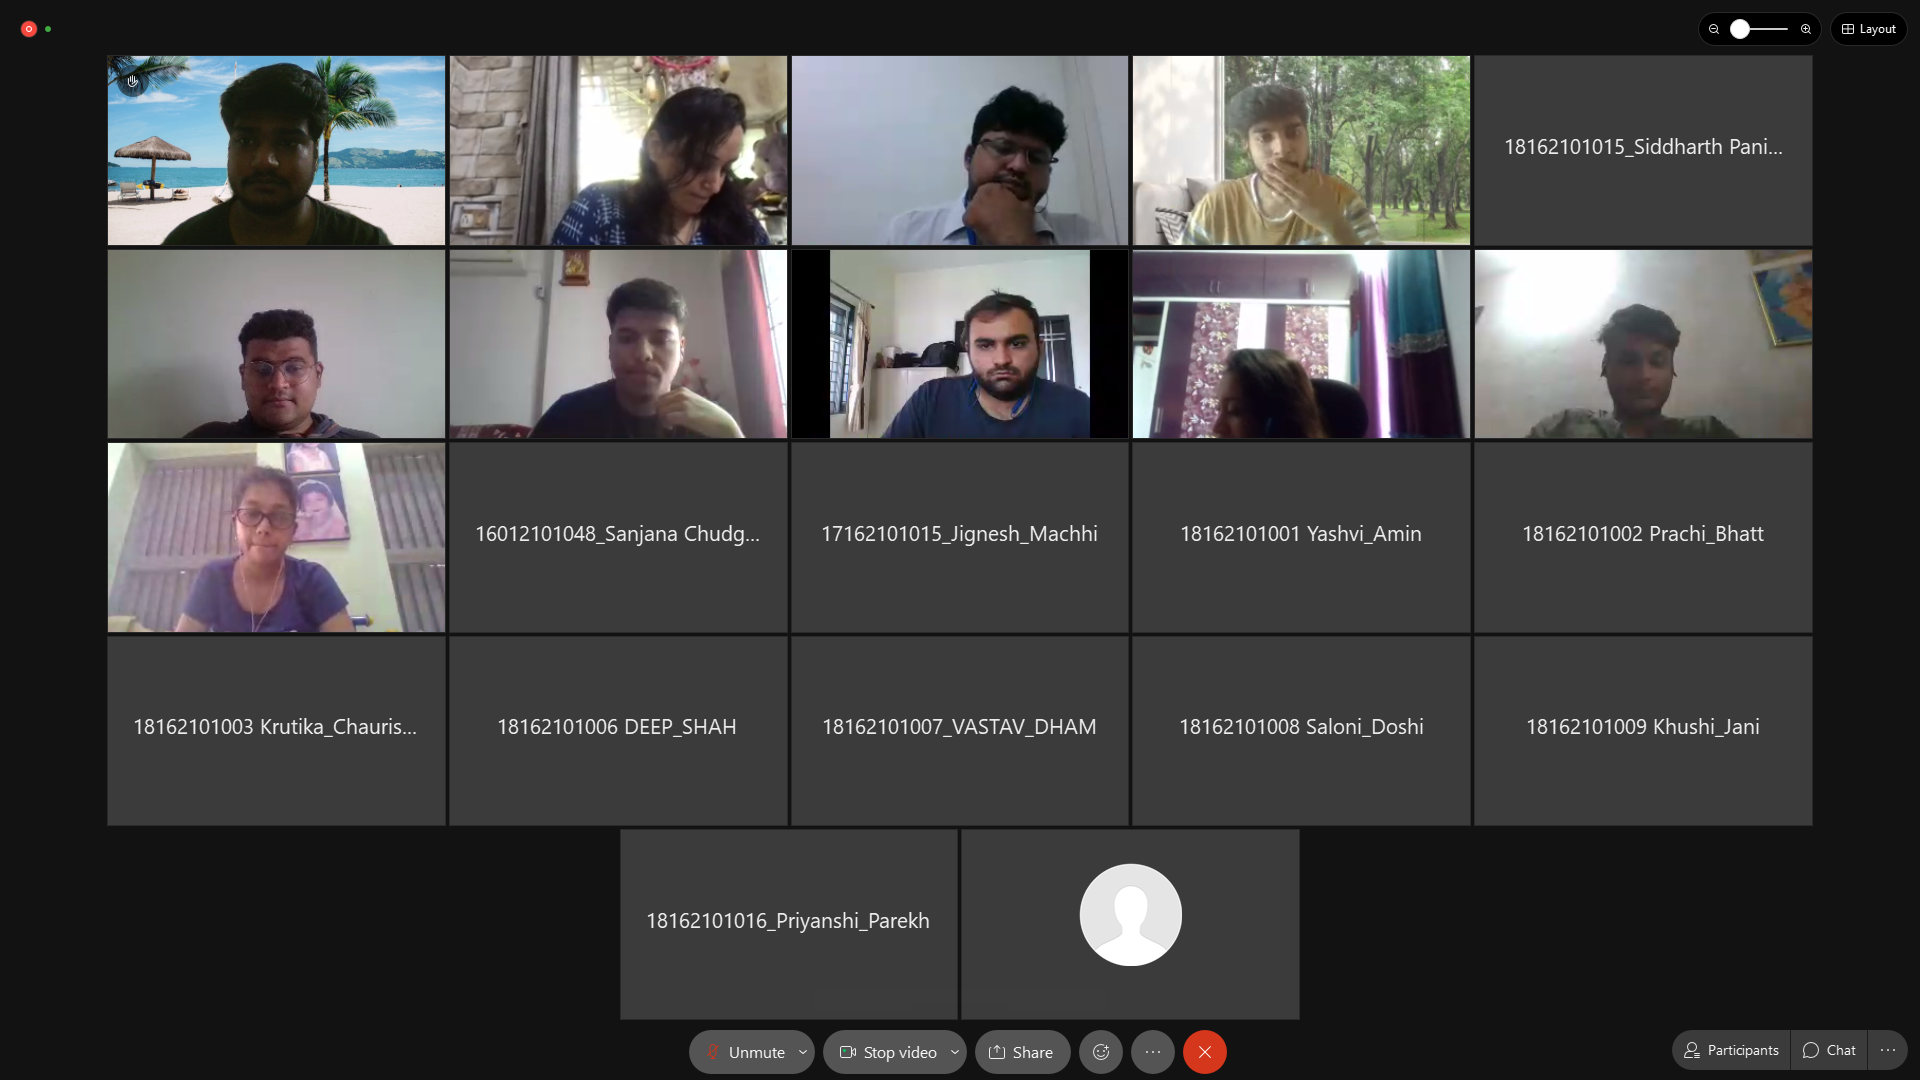 Layout
18162101015_Siddharth Pani...
16012101048_Sanjana Chudg...
17162101015_Jignesh_Machhi
18162101001 Yashvi_Amin
18162101002 Prachi_Bhatt
18162101003 Krutika_Chauris...
18162101006 DEEP_SHAH
18162101007_VASTAV_DHAM
18162101008 Saloni_Doshi
18162101009 Khushi_Jani
18162101016_Priyanshi_Parekh
Unmute
Stop video
Share
Participants
Chat